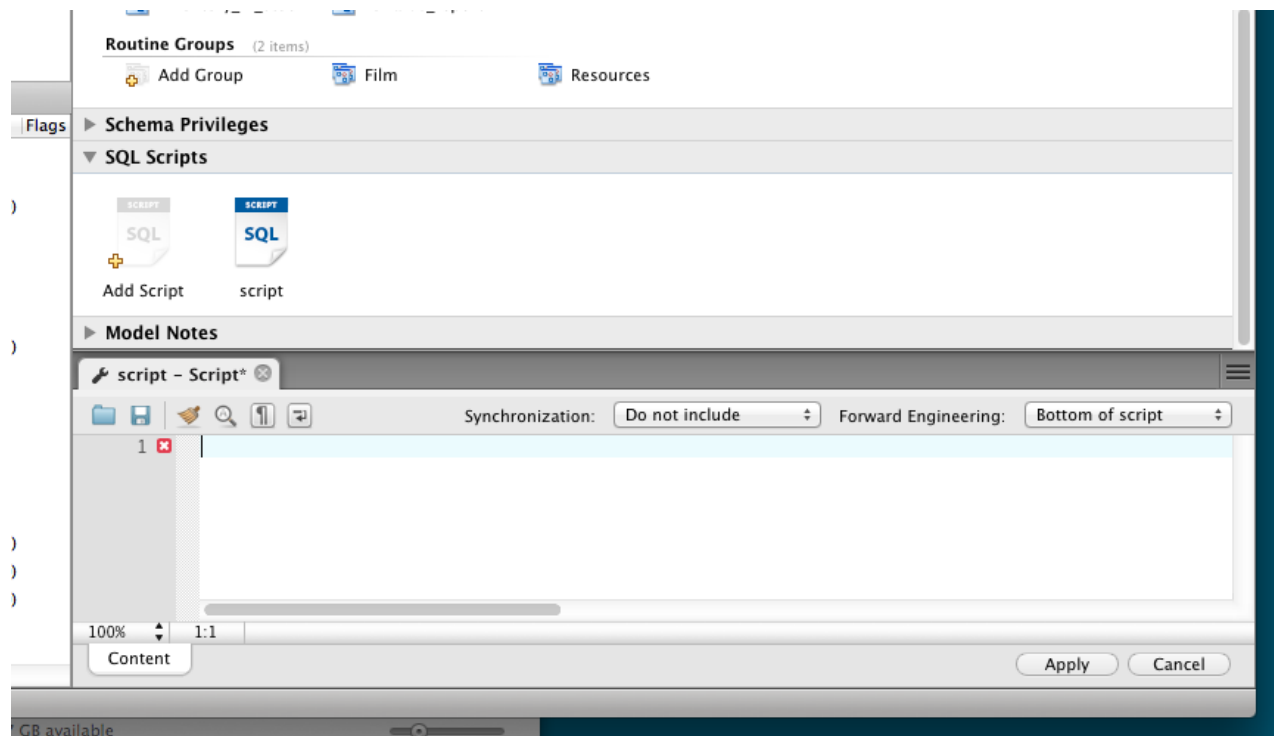 Routine Groups (2 items)
Add Group Film Resources
Flags
Schema Privileges
SQL Scripts
)
SCRIPT SCRIPT
SQL SQL
Add Script script
Model Notes
)
script – Script*
Synchronization: Do not include Forward Engineering: Bottom of script
1
)
)
)
100% 1:1
Content Apply Cancel
GB available